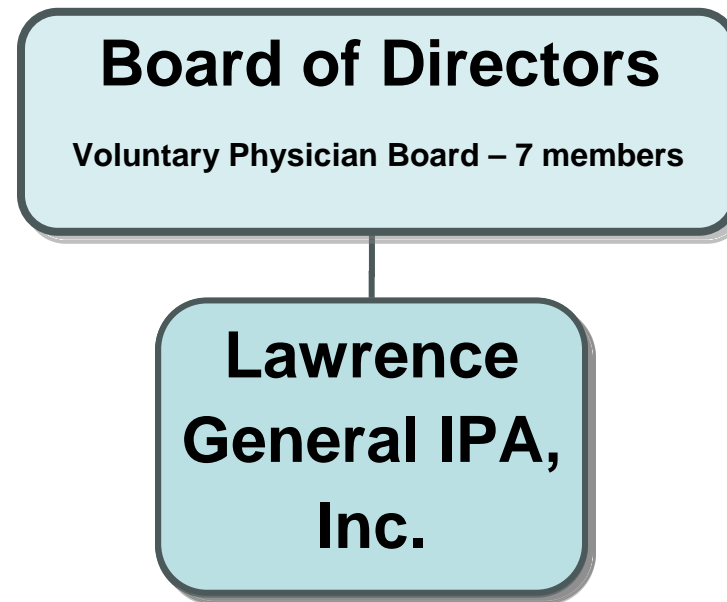 Board of Directors
Voluntary Physician Board – 7 members
Lawrence
General IPA,
Inc.